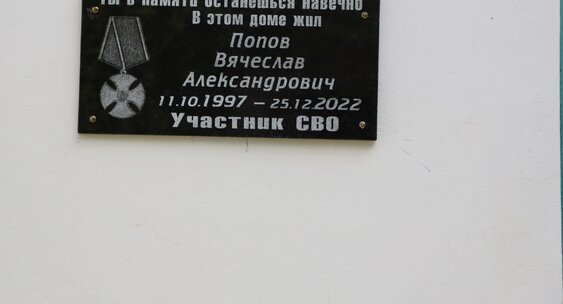 ты в памяти останешься навечно
В этом доме жил
Попов
Вячеслав
Александрович
11.10.1997 – 25.12.2022
Участник СВО